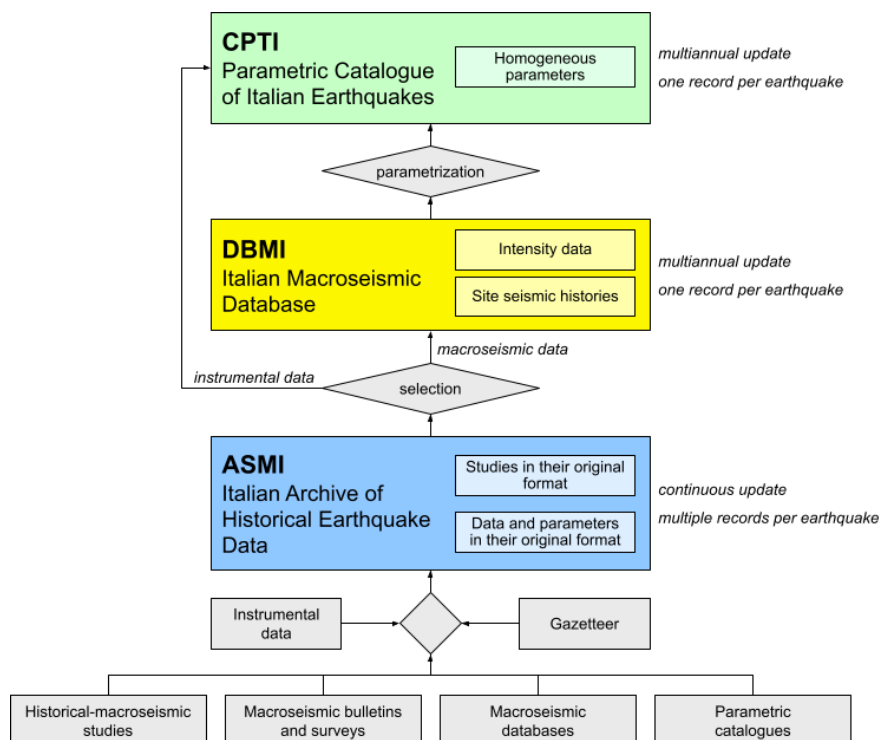 CPTI
Parametric Catalogue
of Italian Earthquakes
Homogeneous
parameters
multiannual update
one record per earthquake
parametrization
DBMI
Italian Macroseismic
Database
Intensity data
Site seismic histories
multiannual update
one record per earthquake
macroseismic data
instrumental data
selection
ASMI
Italian Archive of
Historical Earthquake
Data
Studies in their original
format
Data and parameters
in their original format
continuous update
multiple records per earthquake
Instrumental
data
Gazetteer
Historical-macroseismic
studies
Macroseismic bulletins
and surveys
Macroseismic
databases
Parametric
catalogues